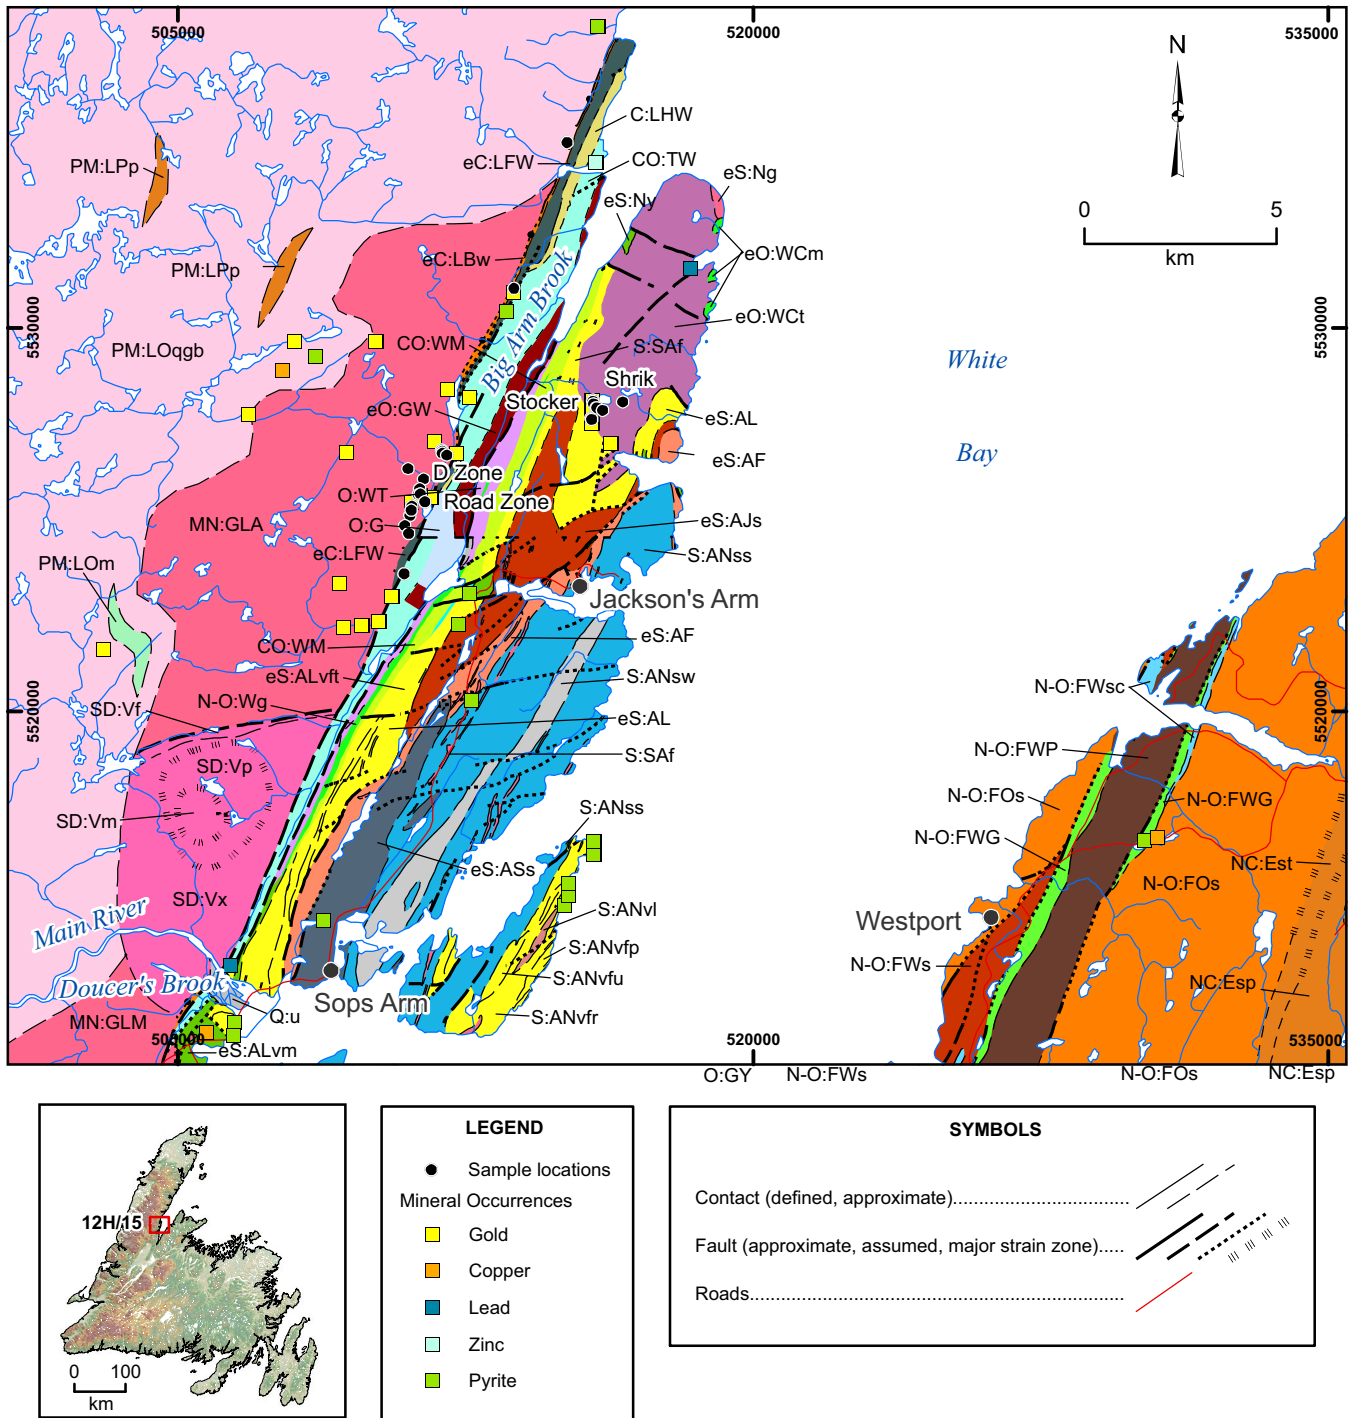 505000
520000
535000
N
C:LHW
eC:LFW
CO:TW
PM:LPp
eS:Ng
eS:Ny
0 5
km
eO:WCm
eC:LBw
PM:LPp
Big Arm Brook
5530000
5530000
eO:WCt
CO:WM
PM:LOqgb
S:SAf
White
Shrik
Stocker
eO:GW
eS:AL
Bay
eS:AF
D Zone
O:WT
Road Zone
MN:GLA
O:G
eS:AJs
eC:LFW
S:ANss
PM:LOm
Jackson's Arm
eS:AF
CO:WM
eS:ALvft
S:ANsw
N-O:FWsc
N-O:Wg
SD:Vf
eS:AL
5520000
5520000
N-O:FWP
S:SAf
SD:Vp
N-O:FOs
N-O:FWG
S:ANss
SD:Vm
N-O:FWG
NC:Est
eS:ASs
N-O:FOs
SD:Vx
S:ANvl
Main River
Westport
S:ANvfp
N-O:FWs
S:ANvfu
NC:Esp
Doucer's Brook
Sops Arm
Q:u
S:ANvfr
MN:GLM
505000
520000
535000
eS:ALvm
O:GY N-O:FWs N-O:FOs NC:Esp
12H/15
0 100
km
LEGEND
Sample locations
Mineral Occurrences
Gold
Copper
Lead
Zinc
Pyrite
SYMBOLS
Contact (defined, approximate)
Fault (approximate, assumed, major strain zone)
Roads